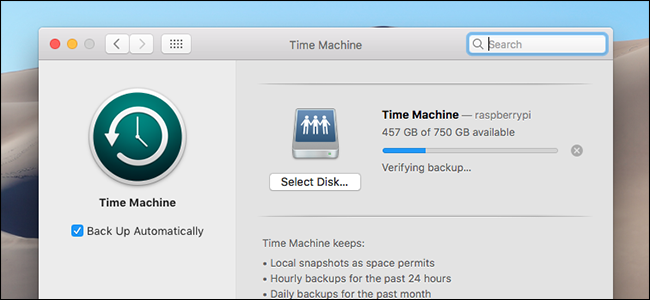 Time Machine
Search
Time Machine — raspberrypi
457 GB of 750 GB available
Verifying backup...
Select Disk...
Time Machine
Back Up Automatically
Time Machine keeps:
• Local snapshots as space permits
• Hourly backups for the past 24 hours
• Daily backups for the past month